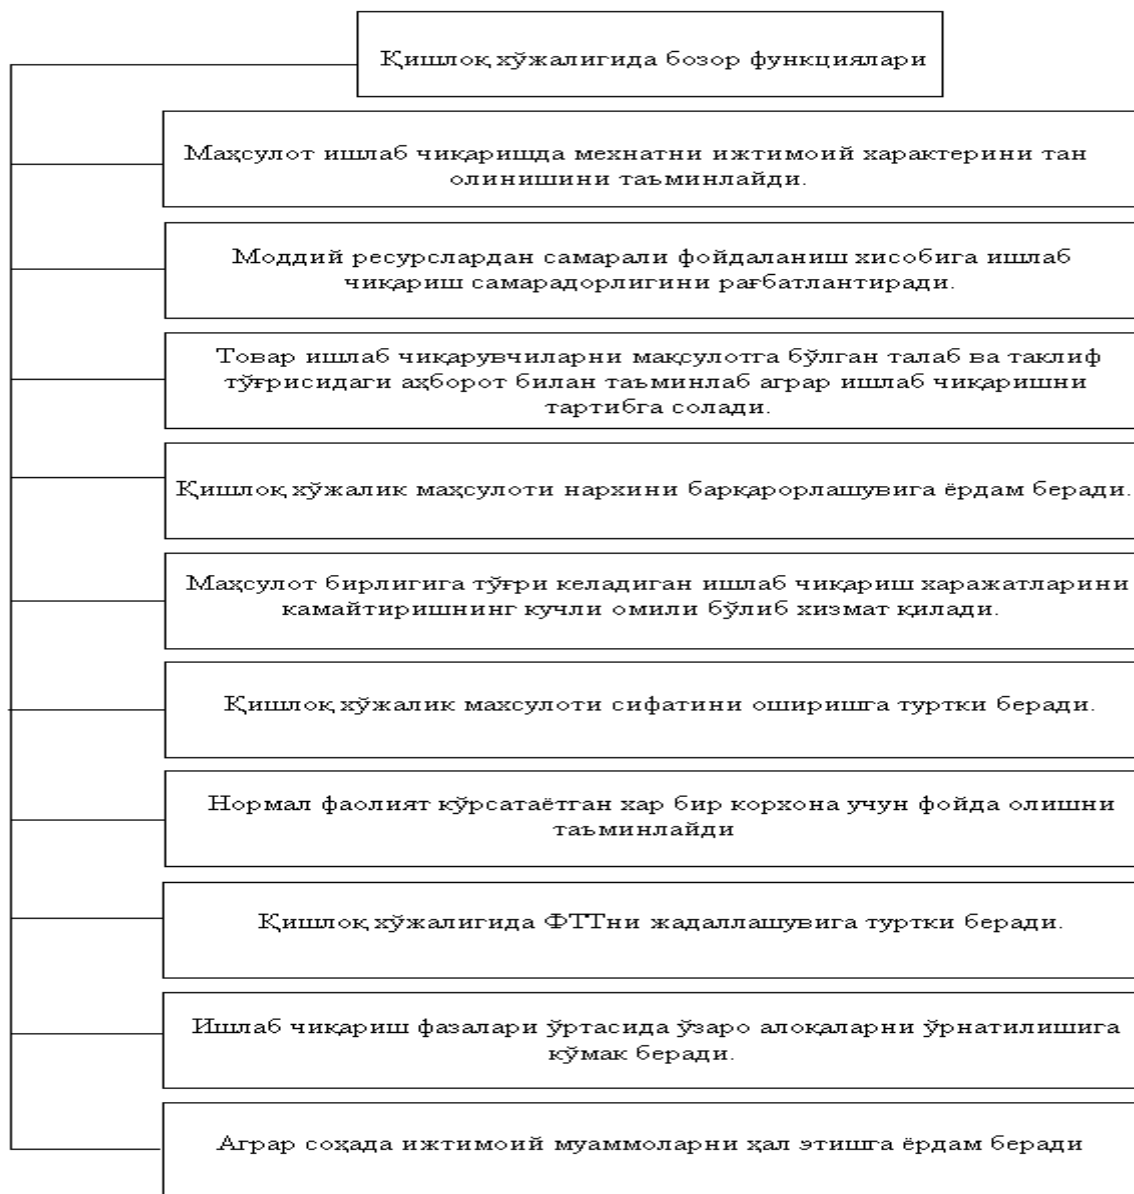 Қишлоқ хўжалигида бозор функциялари
Маҳсулот ишлаб чиқаришда мехнатни ижтимоий характерини тан
олинишини таъминлайди.
Моддий ресурслардан самарали фойдаланиш хисобига ишлаб
чиқариш самарадорлигини рағбатлантиради.
Товар ишлаб чиқарувчиларни мақсулотга бўлган талаб ва таклиф
тўғрисидаги аҳборот билан таъминлаб аграр ишлаб чиқаришни
тартибга солади.
Қишлоқ хўжалик маҳсулоти нархини барқарорлашувига ёрдам беради.
Маҳсулот бирлигига тўғри келадиган ишлаб чиқариш харажатларини
камайтиришнинг кучли омили бўлиб хизмат қилади.
Қишлоқ хўжалик махсулоти сифатини оширишга туртки беради.
Нормал фаолият кўрсатаётган хар бир корхона учун фойда олишни
таъминлайди
Қишлоқ хўжалигида ФТТни жадаллашувига туртки беради.
Ишлаб чиқариш фазалари ўртасида ўзаро алоқаларни ўрнатилишига
кўмак беради.
Аграр соҳада ижтимоий муаммоларни ҳал этишга ёрдам беради